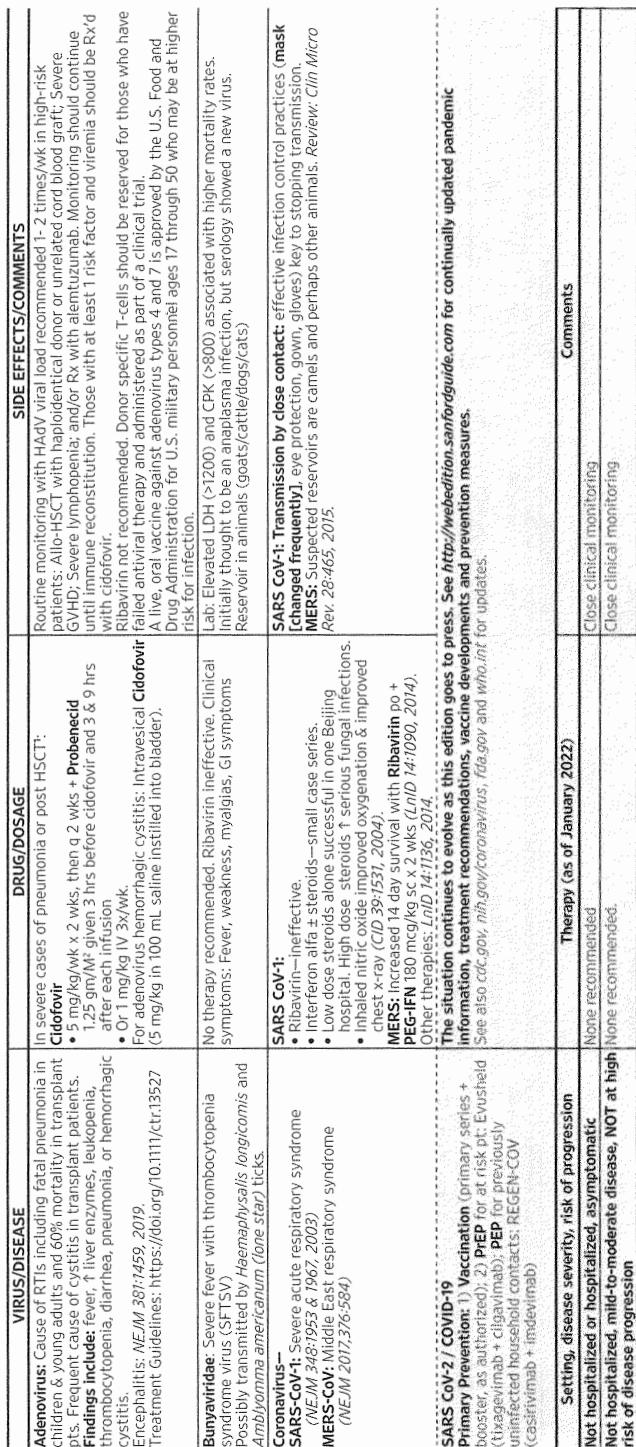 VIRUS/DISEASE
DRUG/DOSAGE
SIDE EFFECTS/COMMENTS
Adenovirus: Cause of RTIs including fatal pneumonia in
children & young adults and 60% mortality in transplant
pts. Frequent cause of cystitis in transplant patients.
Findings include: fever, ↑ liver enzymes, leukopenia,
thrombocytopenia, diarrhea, pneumonia, or hemorrhagic
cystitis.
Encephalitis: NEJM 381:1459, 2019.
Treatment Guidelines: https://doi.org/10.1111/ctr.13527
In severe cases of pneumonia or post HSCT¹:
Cidofovir
• 5 mg/kg/wk x 2 wks, then q 2 wks + Probenecid
1.25 gm/M² given 3 hrs before cidofovir and 3 & 9 hrs
after each infusion
• Or 1 mg/kg IV 3x/wk.
For adenovirus hemorrhagic cystitis: Intravesical Cidofovir
(5 mg/kg in 100 mL saline instilled into bladder).
Routine monitoring with HAdV viral load recommended 1- 2 times/wk in high-risk
patients: Allo-HSCT with haploidentical donor or unrelated cord blood graft; Severe
GVHD; Severe lymphopenia; and/or Rx with alemtuzumab. Monitoring should continue
until immune reconstitution. Those with at least 1 risk factor and viremia should be Rx'd
with cidofovir.
Ribavirin not recommended. Donor specific T-cells should be reserved for those who have
failed antiviral therapy and administered as part of a clinical trial.
A live, oral vaccine against adenovirus types 4 and 7 is approved by the U.S. Food and
Drug Administration for U.S. military personnel ages 17 through 50 who may be at higher
risk for infection.
Bunyaviridae: Severe fever with thrombocytopenia
syndrome virus (SFTSV)
Possibly transmitted by Haemaphysalis longicornis and
Amblyomma americanum (lone star) ticks.
No therapy recommended. Ribavirin ineffective. Clinical
symptoms: Fever, weakness, myalgias, GI symptoms
Lab: Elevated LDH (>1200) and CPK (>800) associated with higher mortality rates.
Initially thought to be an anaplasma infection, but serology showed a new virus.
Reservoir in animals (goats/cattle/dogs/cats)
Coronavirus—
SARS-CoV-1: Severe acute respiratory syndrome
(NEJM 348:1953 & 1967, 2003)
MERS-CoV: Middle East respiratory syndrome
(NEJM 2017,376:584)
SARS CoV-1:
• Ribavirin—ineffective.
• Interferon alfa ± steroids—small case series.
• Low dose steroids alone successful in one Beijing
hospital. High dose steroids ↑ serious fungal infections.
• Inhaled nitric oxide improved oxygenation & improved
chest x-ray (CID 39:1531, 2004).
MERS: Increased 14 day survival with Ribavirin po +
PEG-IFN 180 mcg/kg sc x 2 wks (LnID 14:1090, 2014).
Other therapies: LnID 14:1136, 2014.
SARS CoV-1: Transmission by close contact: effective infection control practices (mask
[changed frequently], eye protection, gown, gloves) key to stopping transmission.
MERS: Suspected reservoirs are camels and perhaps other animals. Review: Clin Micro
Rev. 28:465, 2015.
SARS CoV-2 / COVID-19
Primary Prevention: 1) Vaccination (primary series +
booster, as authorized); 2) PrEP for at risk pt: Evusheld
(tixagevimab + cilgavimab); PEP for previously
uninfected household contacts: REGEN-COV
(casirivimab + imdevimab)
The situation continues to evolve as this edition goes to press. See http://webedition.sanfordguide.com for continually updated pandemic
information, treatment recommendations, vaccine developments and prevention measures.
See also cdc.gov, nih.gov/coronavirus, fda.gov and who.int for updates.
Setting, disease severity, risk of progression
Therapy (as of January 2022)
Comments
Not hospitalized or hospitalized, asymptomatic
None recommended
Close clinical monitoring
Not hospitalized, mild-to-moderate disease, NOT at high
risk of disease progression
None recommended.
Close clinical monitoring